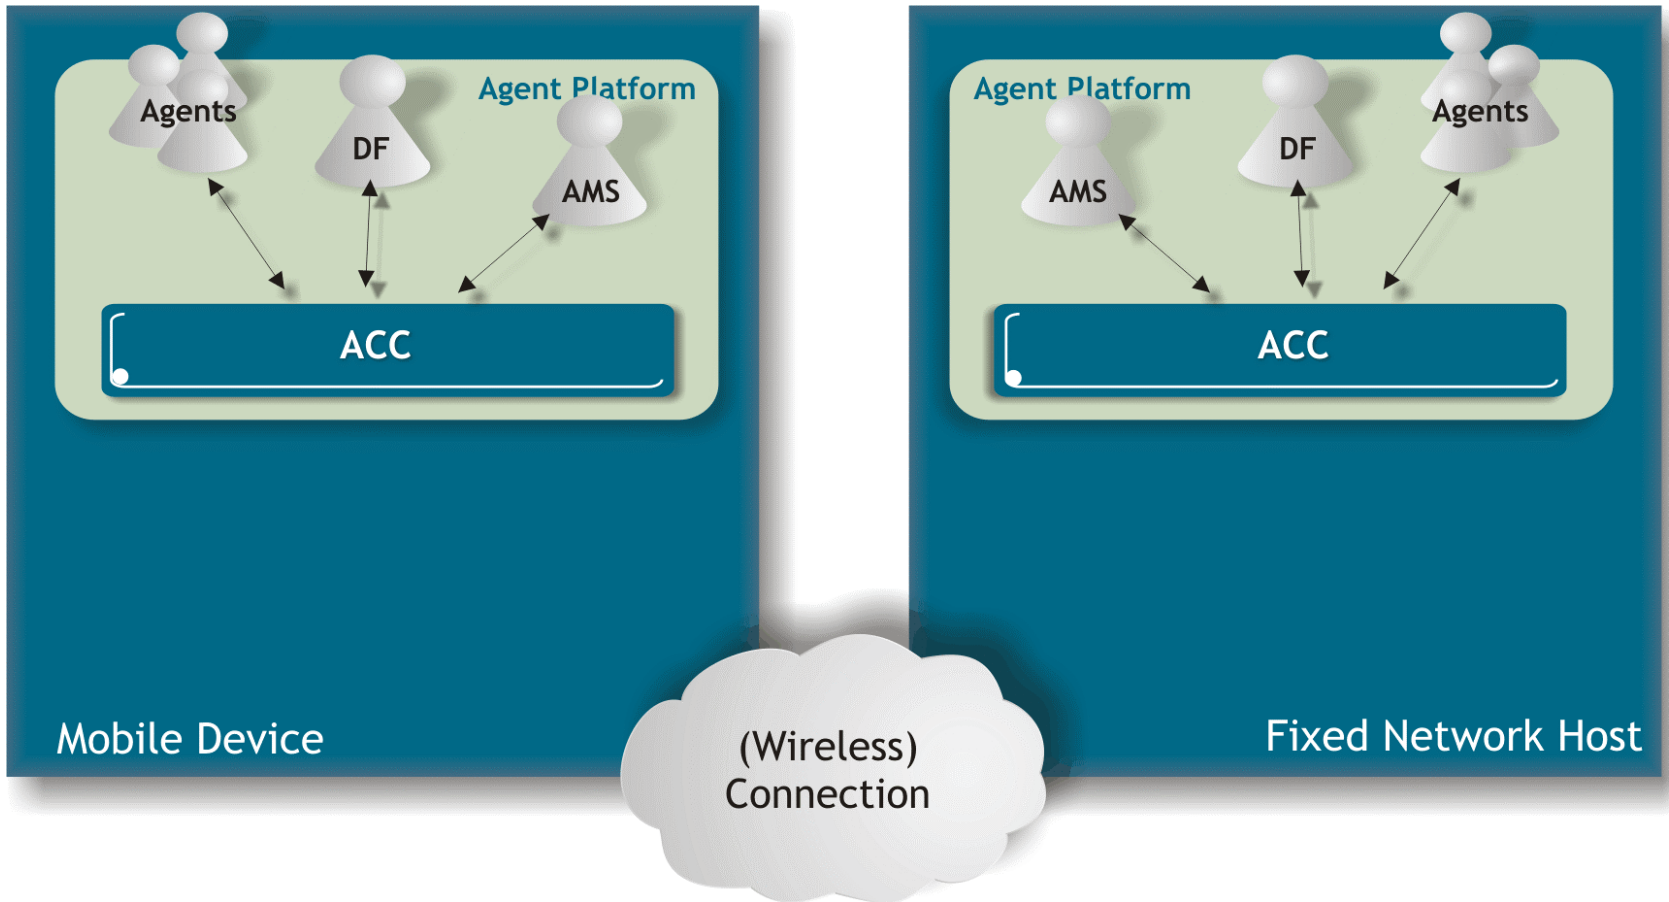 Agents
DF
Agent Platform
AMS
ACC
Mobile Device
Agent Platform
AMS
DF
Agents
ACC
Fixed Network Host
(Wireless)
Connection